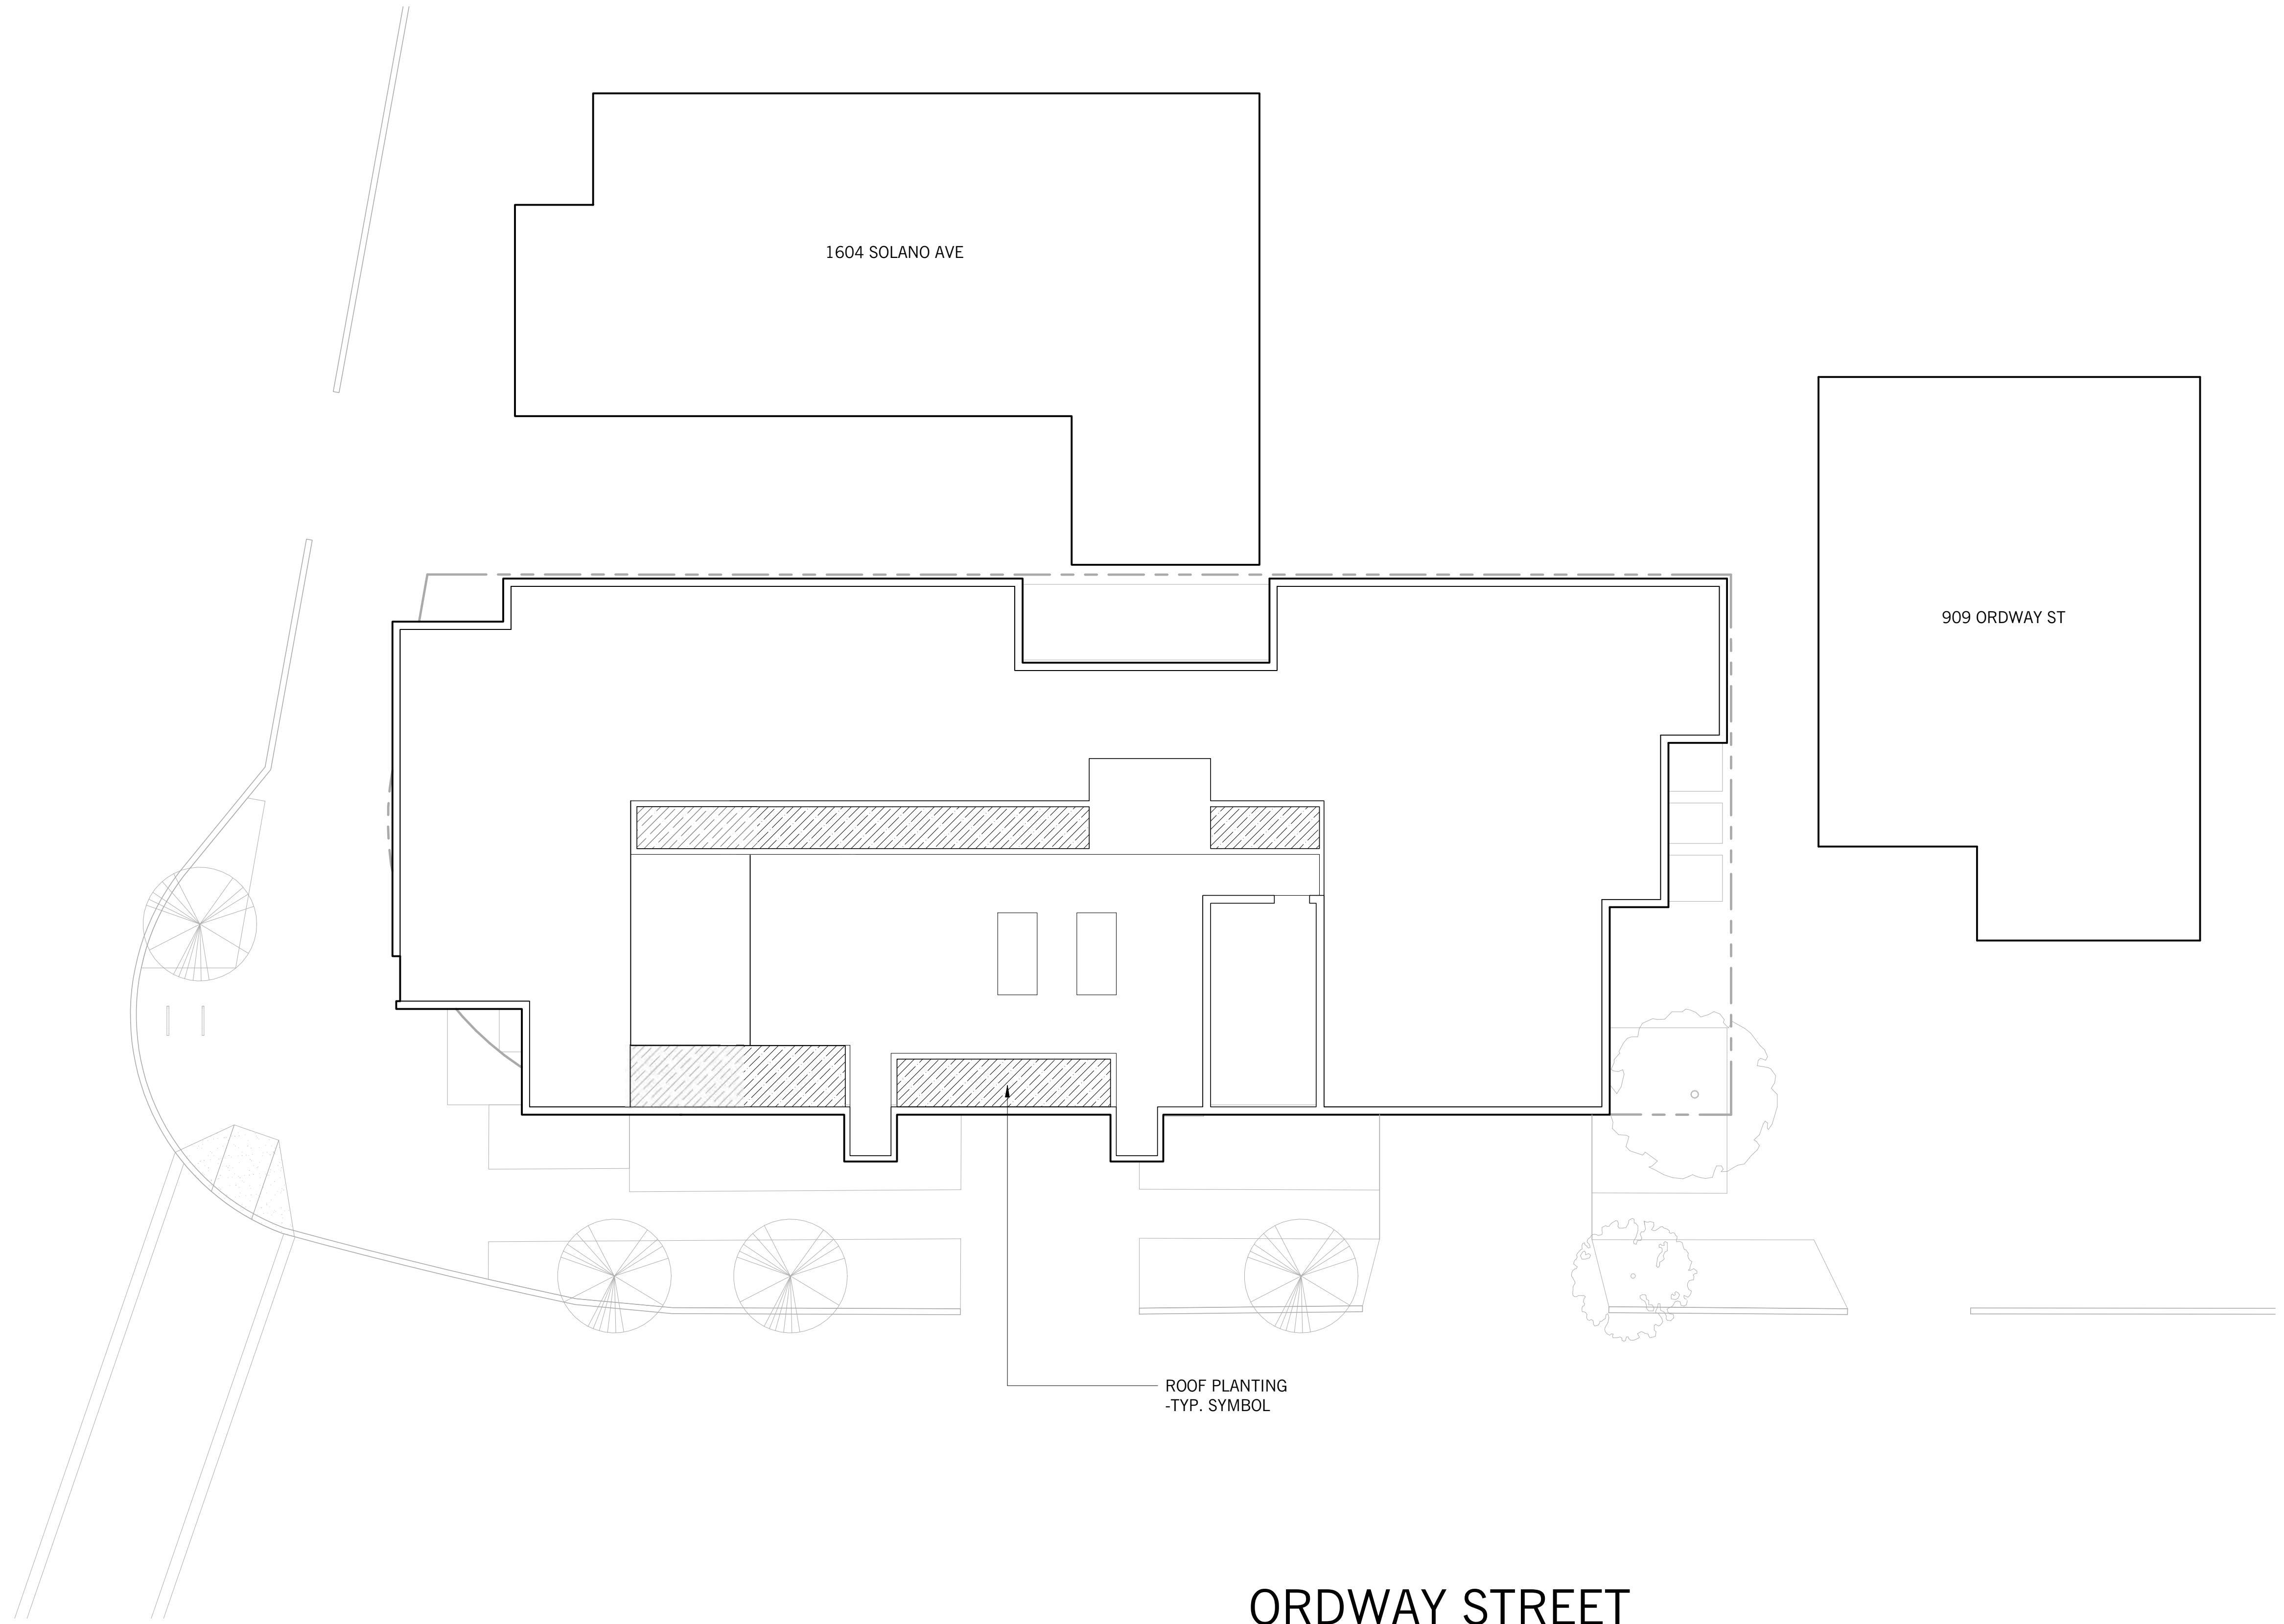 1604 SOLANO AVE
909 ORDWAY ST
ROOF PLANTING
-TYP. SYMBOL
ORDWAY STREET